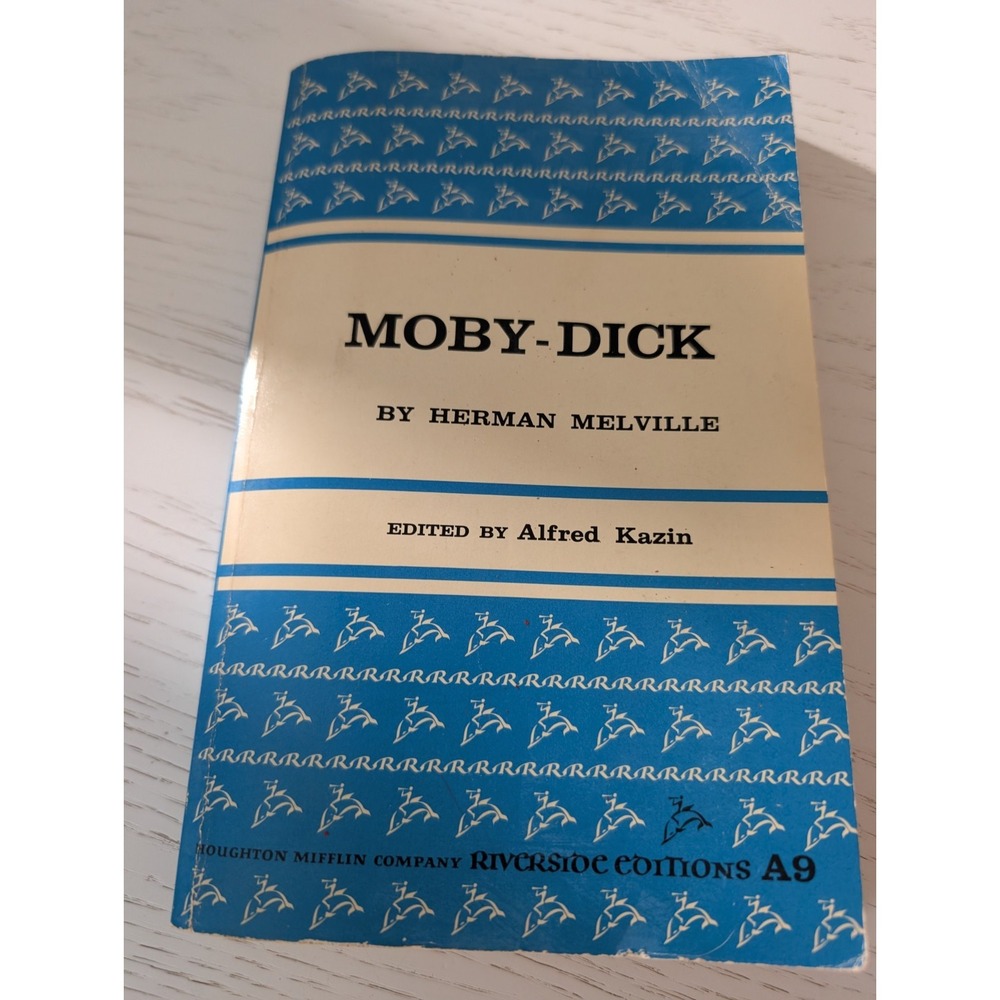 MOBY-DICK
BY HERMAN MELVILLE
EDITED BY Alfred Kazin
HOUGHTON MIFFLIN COMPANY RIVERSIDE EDITIONS A9